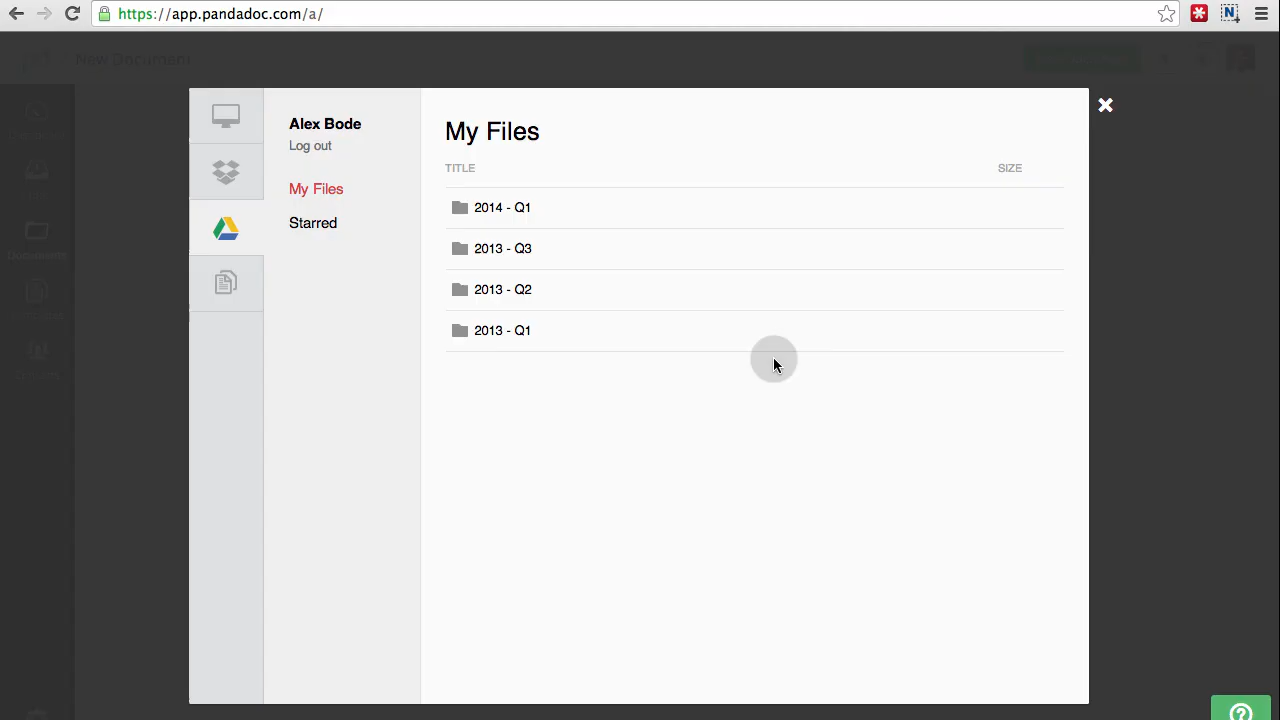 https://app.pandadoc.com/a/
New Document
Alex Bode
Log out
My Files
Starred
My Files
TITLE SIZE
2014 - Q1
2013 - Q3
2013 - Q2
2013 - Q1
Documents